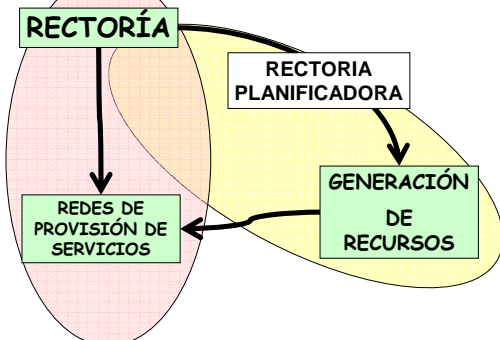 RECTORÍA
RECTORIA
PLANIFICADORA
GENERACIÓN
DE
RECURSOS
REDES DE
PROVISIÓN DE
SERVICIOS